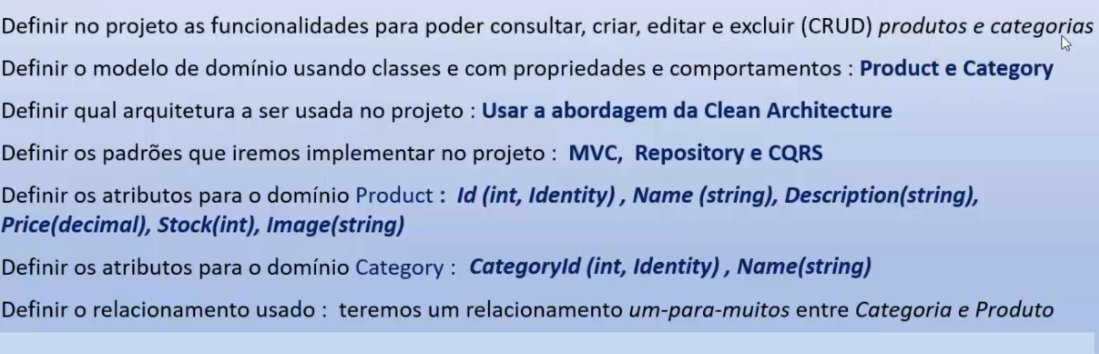 Definir no projeto as funcionalidades para poder consultar, criar, editar e excluir (CRUD) produtos e categorias
Definir o modelo de domínio usando classes e com propriedades e comportamentos : Product e Category
Definir qual arquitetura a ser usada no projeto : Usar a abordagem da Clean Architecture
Definir os padrões que iremos implementar no projeto : MVC, Repository e CQRS
Definir os atributos para o domínio Product : Id (int, Identity) , Name (string), Description(string),
Price(decimal), Stock(int), Image(string)
Definir os atributos para o domínio Category : CategoryId (int, Identity) , Name(string)
Definir o relacionamento usado : teremos um relacionamento um-para-muitos entre Categoria e Produto